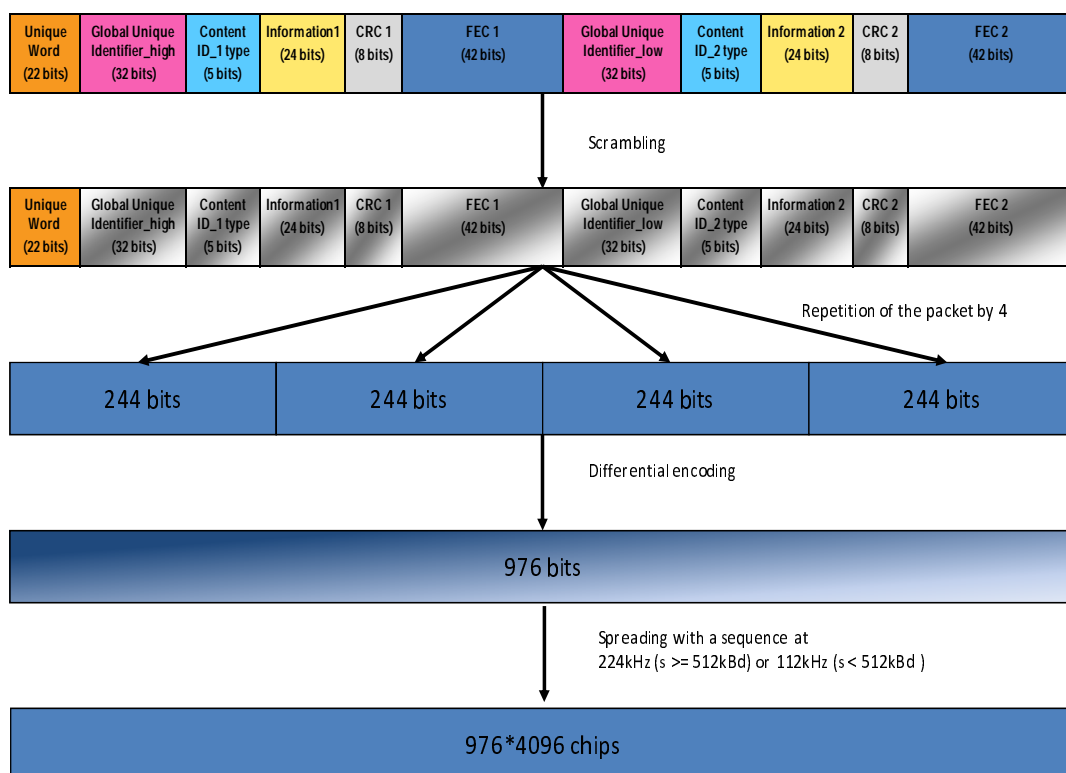 Unique Word (22 bits)
Global Unique Identifier_high (32 bits)
Content ID_1 type (5 bits)
Information1 (24 bits)
CRC 1 (8 bits)
FEC 1 (42 bits)
Global Unique Identifier_low (32 bits)
Content ID_2 type (5 bits)
Information 2 (24 bits)
CRC 2 (8 bits)
FEC 2 (42 bits)
Scrambling
Unique Word (22 bits)
Global Unique Identifier_high (32 bits)
Content ID_1 type (5 bits)
Information1 (24 bits)
CRC 1 (8 bits)
FEC 1 (42 bits)
Global Unique Identifier_low (32 bits)
Content ID_2 type (5 bits)
Information 2 (24 bits)
CRC 2 (8 bits)
FEC 2 (42 bits)
Repetition of the packet by 4
244 bits
244 bits
244 bits
244 bits
Differential encoding
976 bits
Spreading with a sequence at
224kHz (s >= 512kBd) or 112kHz (s < 512kBd )
976*4096 chips